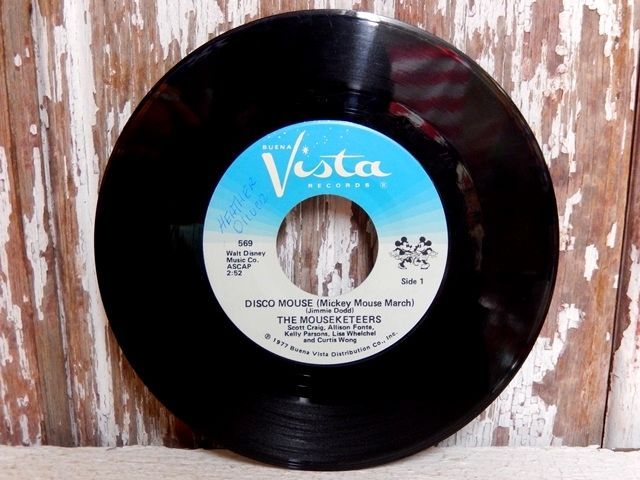 BUENA
Vista
RECORDS ®
HEATHER
569
Walt Disney
Music Co.
ASCAP
2:52
Side 1
DISCO MOUSE (Mickey Mouse March)
(Jimmie Dodd)
THE MOUSEKETEERS
Scott Craig, Allison Fonte,
Kelly Parsons, Lisa Whelchel
and Curtis Wong
℗ 1977 Buena Vista Distribution Co., Inc.